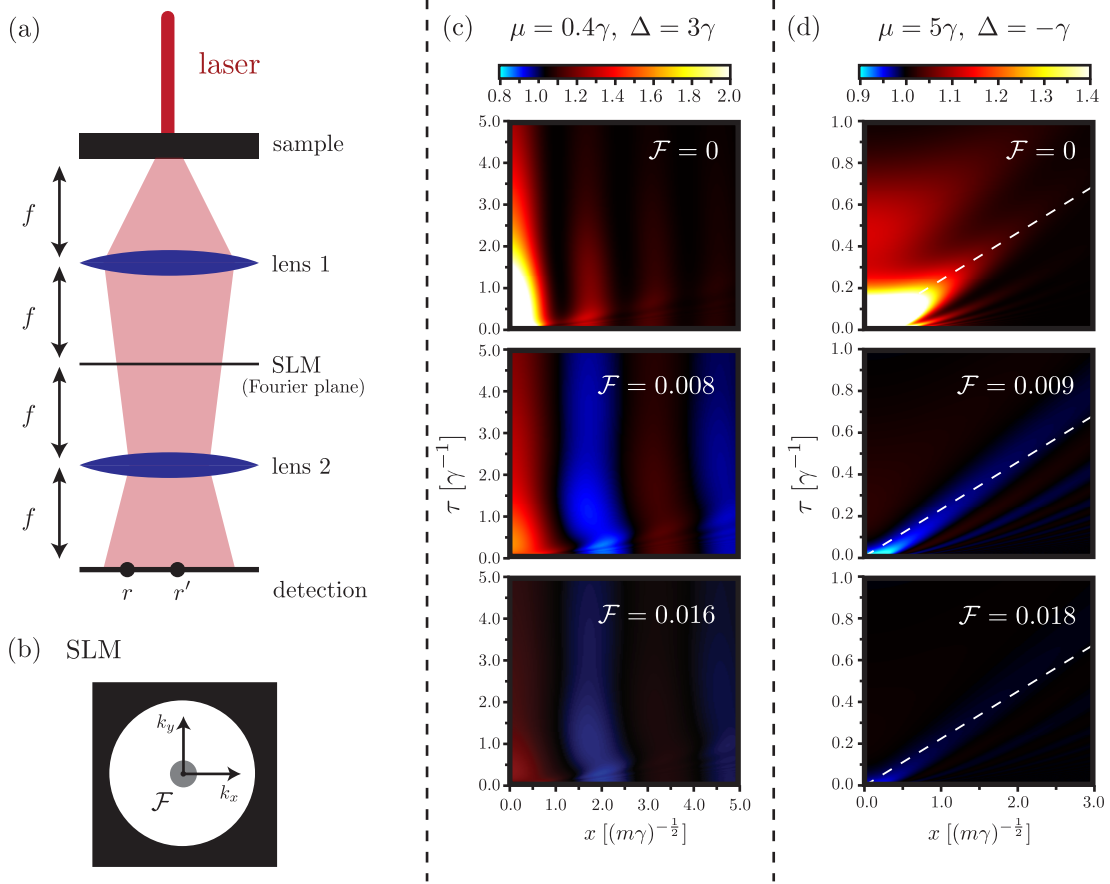 (a)
laser
sample
f
lens 1
f
SLM
(Fourier plane)
f
lens 2
f
r r′
detection
(b) SLM
k_y
k_x
ℱ
(c) μ = 0.4γ, Δ = 3γ
0.8 1.0 1.2 1.4 1.6 1.8 2.0
ℱ = 0
5.0
4.0
3.0
2.0
1.0
0.0
ℱ = 0.008
5.0
4.0
3.0
2.0
1.0
0.0
τ [γ⁻¹]
ℱ = 0.016
5.0
4.0
3.0
2.0
1.0
0.0
0.0 1.0 2.0 3.0 4.0 5.0
x [(mγ)^{-1/2}]
(d) μ = 5γ, Δ = −γ
0.9 1.0 1.1 1.2 1.3 1.4
ℱ = 0
1.0
0.8
0.6
0.4
0.2
0.0
ℱ = 0.009
1.0
0.8
0.6
0.4
0.2
0.0
τ [γ⁻¹]
ℱ = 0.018
1.0
0.8
0.6
0.4
0.2
0.0
0.0 1.0 2.0 3.0
x [(mγ)^{-1/2}]